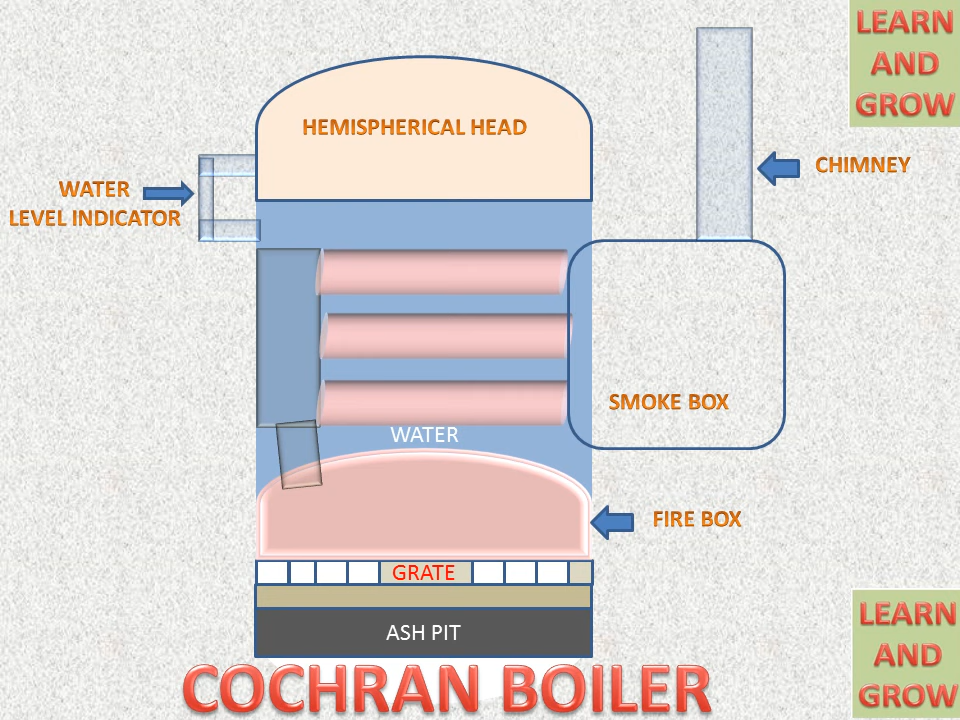 LEARN
AND
GROW
HEMISPHERICAL HEAD
CHIMNEY
WATER
LEVEL INDICATOR
SMOKE BOX
WATER
FIRE BOX
GRATE
ASH PIT
LEARN
AND
GROW
COCHRAN BOILER